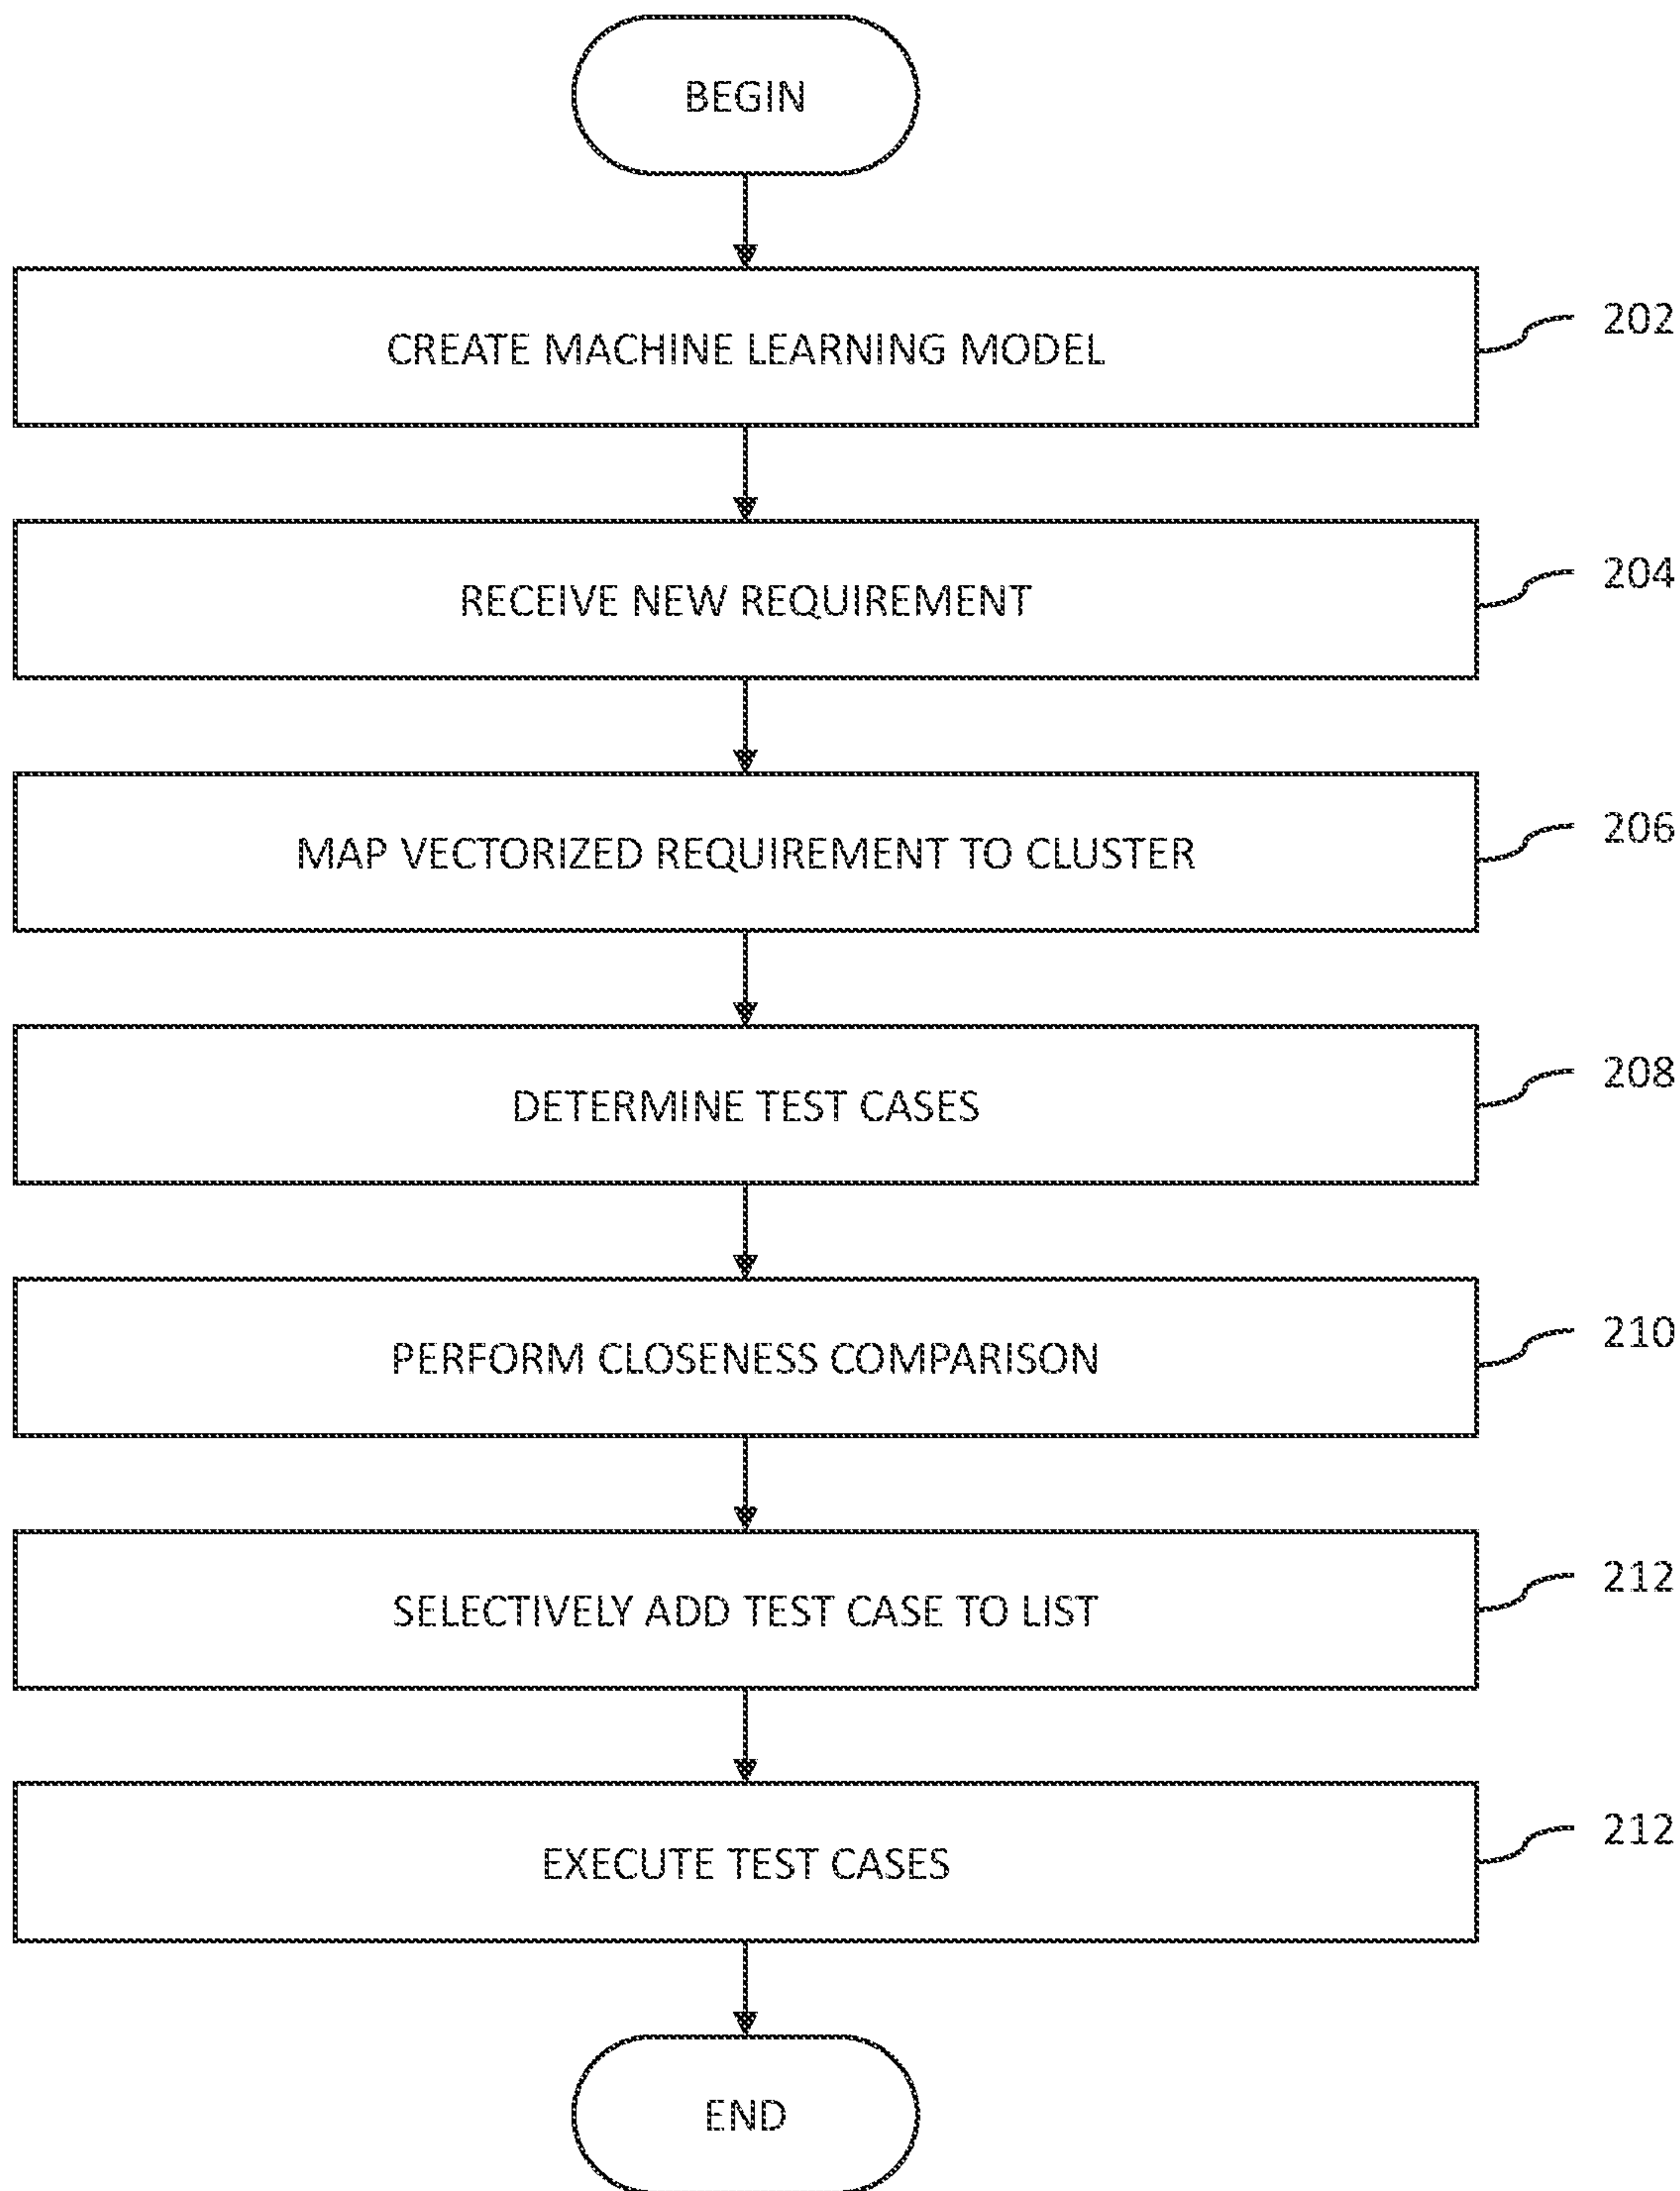 BEGIN
CREATE MACHINE LEARNING MODEL
202
RECEIVE NEW REQUIREMENT
204
MAP VECTORIZED REQUIREMENT TO CLUSTER
206
DETERMINE TEST CASES
208
PERFORM CLOSENESS COMPARISON
210
SELECTIVELY ADD TEST CASE TO LIST
212
EXECUTE TEST CASES
212
END